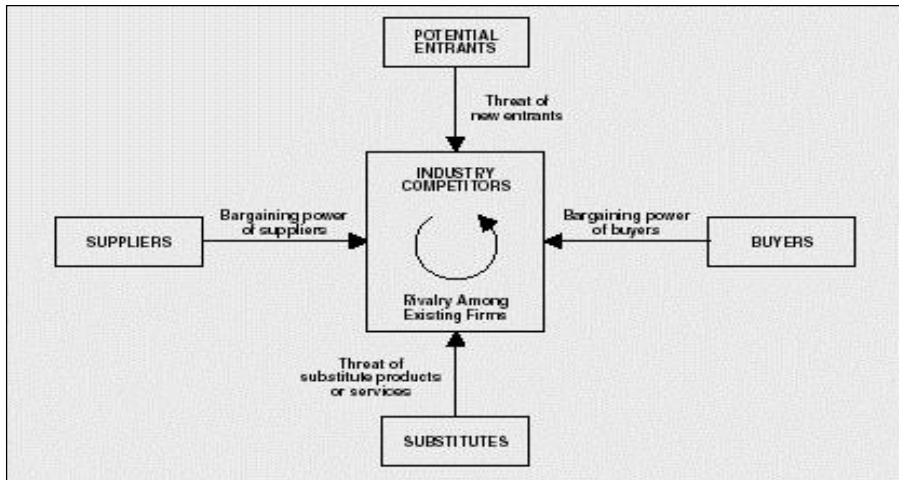 POTENTIAL
ENTRANTS
Threat of
new entrants
INDUSTRY
COMPETITORS
Bargaining power
of suppliers
SUPPLIERS
Bargaining power
of buyers
BUYERS
Rivalry Among
Existing Firms
Threat of
substitute products
or services
SUBSTITUTES